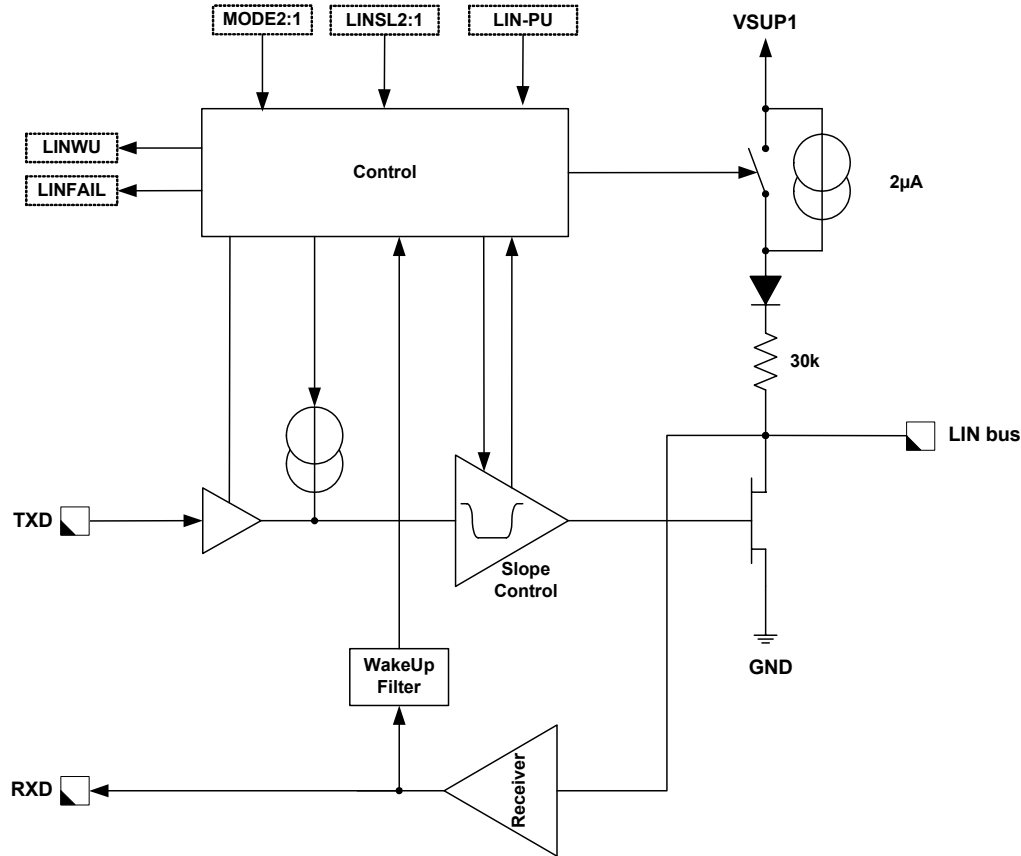 MODE2:1
LINSL2:1
LIN-PU
VSUP1
LINWU
LINFAIL
Control
2µA
30k
LIN bus
TXD
Slope
Control
GND
WakeUp
Filter
RXD
Receiver